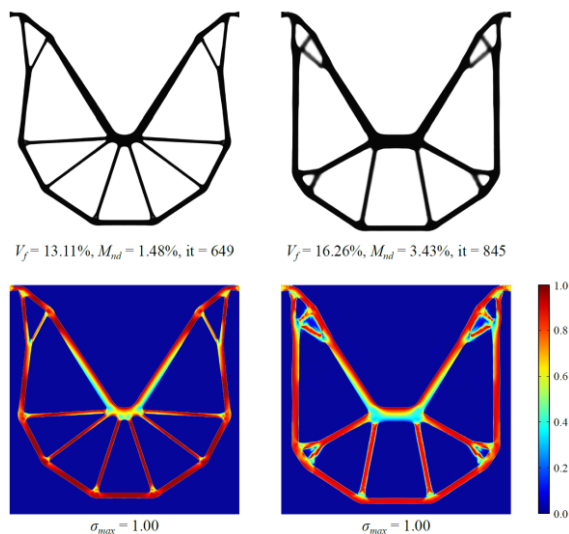 V_f = 13.11%, M_nd = 1.48%, it = 649
V_f = 16.26%, M_nd = 3.43%, it = 845
1.0
0.8
0.6
0.4
0.2
0.0
σ_max = 1.00
σ_max = 1.00